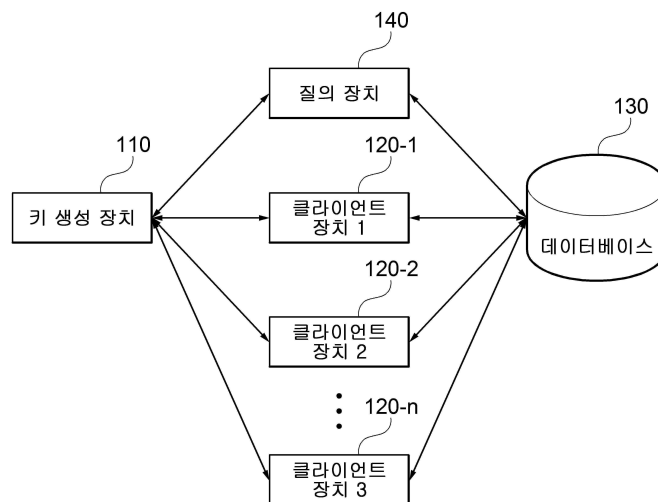 140
질의 장치
130
110
120-1
키 생성 장치
클라이언트
장치 1
데이터베이스
120-2
클라이언트
장치 2
120-n
클라이언트
장치 3